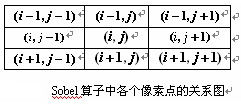 (i−1,j−1) (i−1,j) (i−1,j+1)
(i,j−1) (i,j) (i,j+1)
(i+1,j−1) (i+1,j) (i+1,j+1)
Sobel算子中各个像素点的关系图